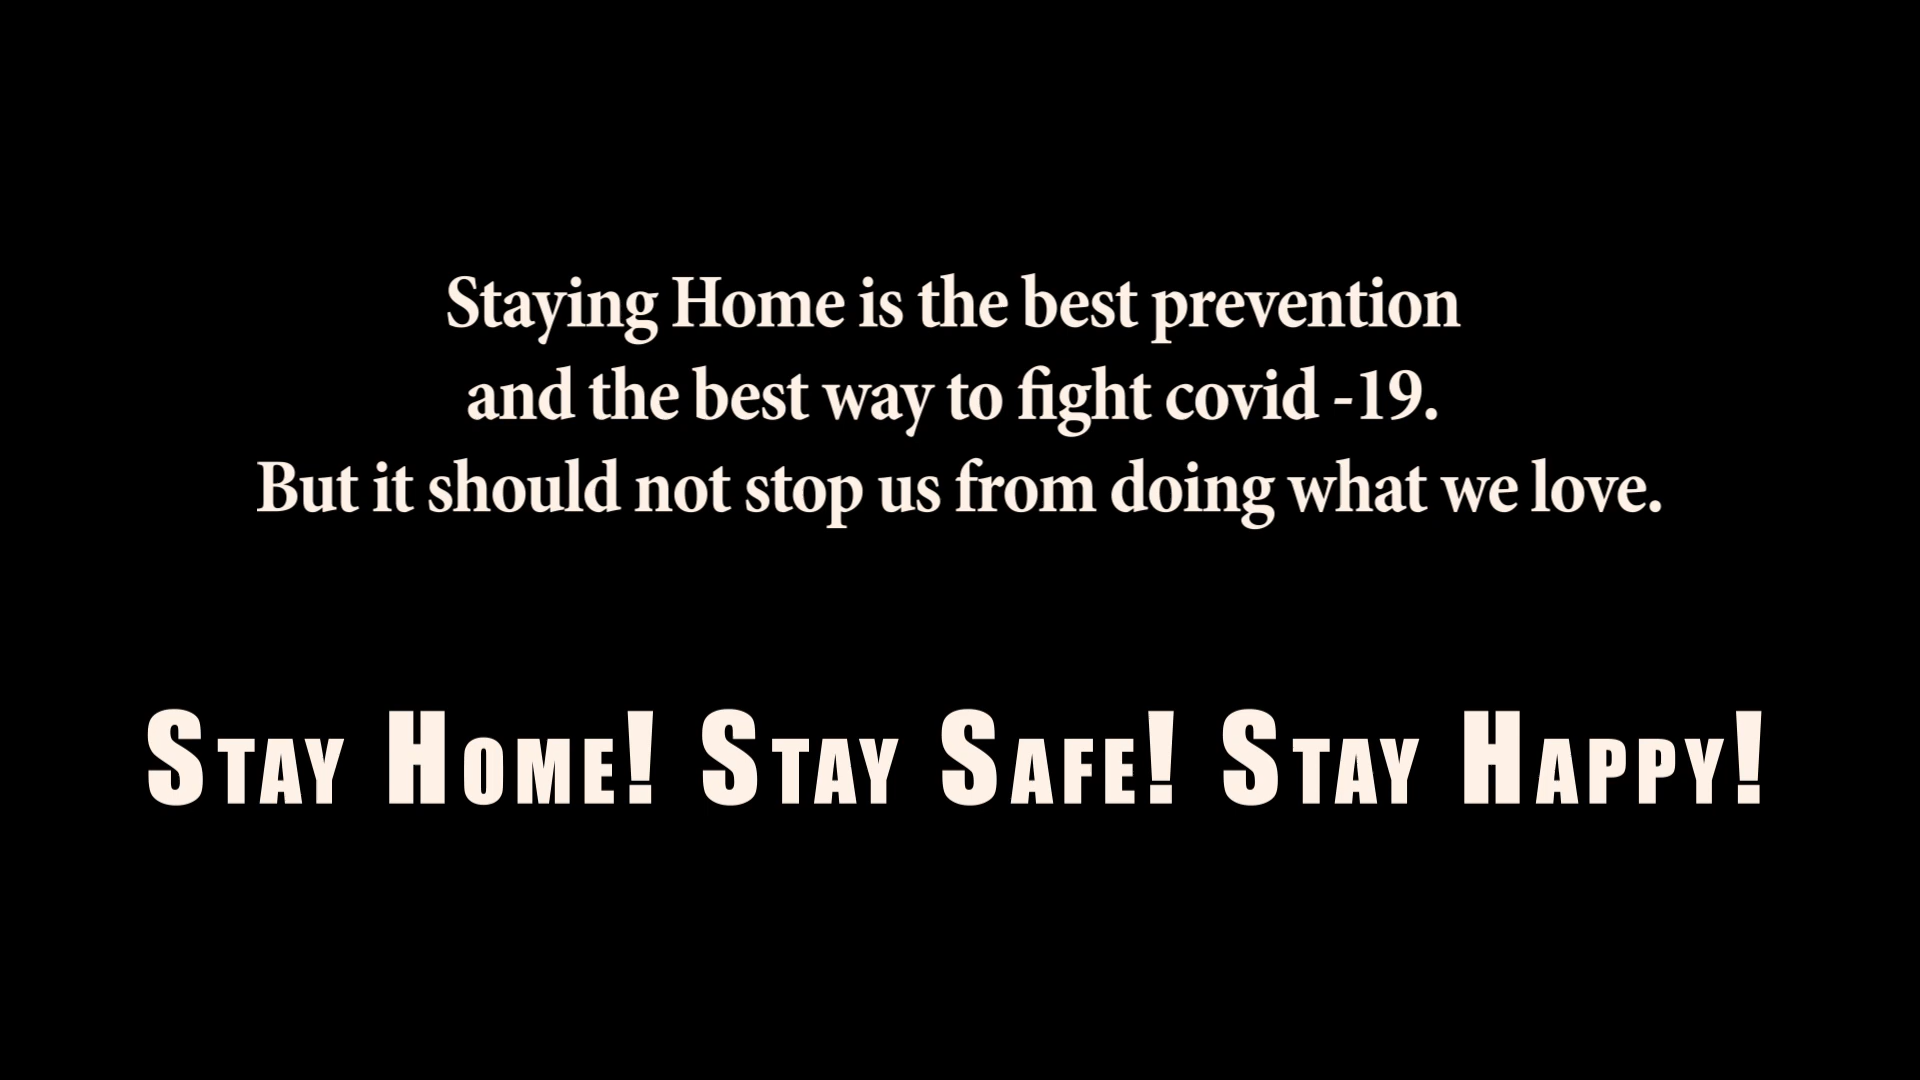 Staying Home is the best prevention
and the best way to fight covid -19.
But it should not stop us from doing what we love.
Stay Home! Stay Safe! Stay Happy!